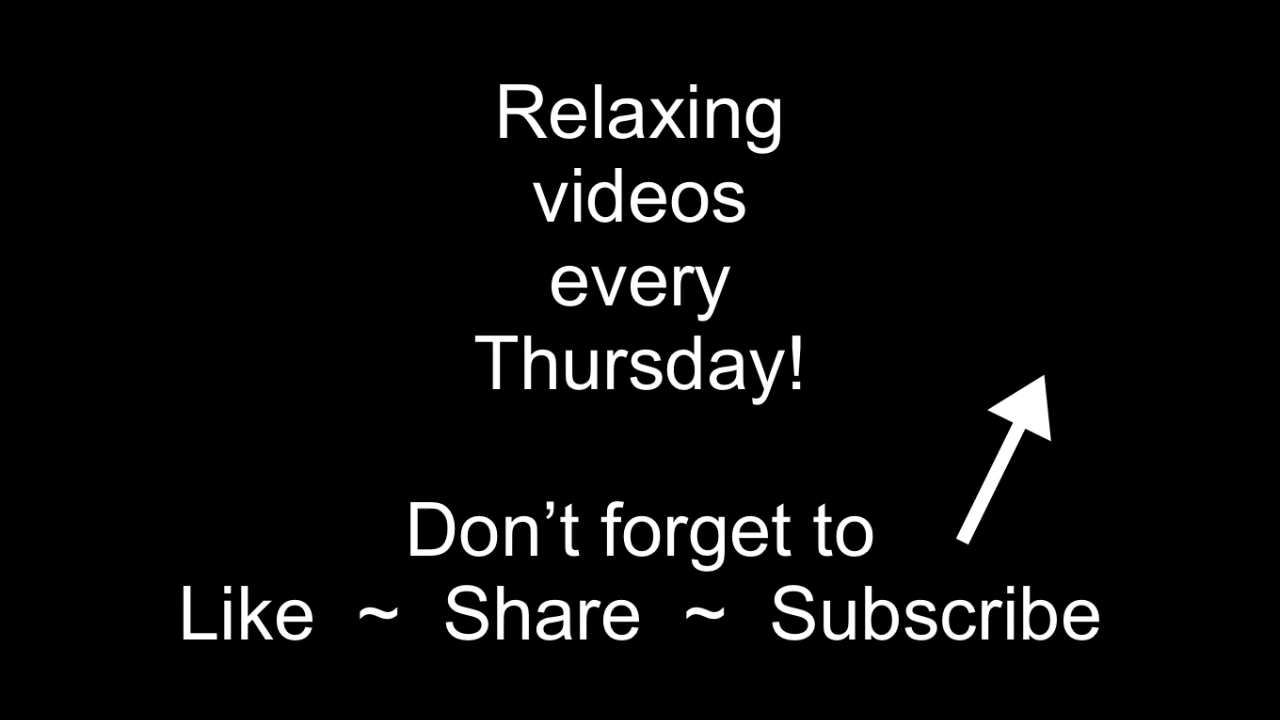 Relaxing
videos
every
Thursday!
Don’t forget to
Like ~ Share ~ Subscribe